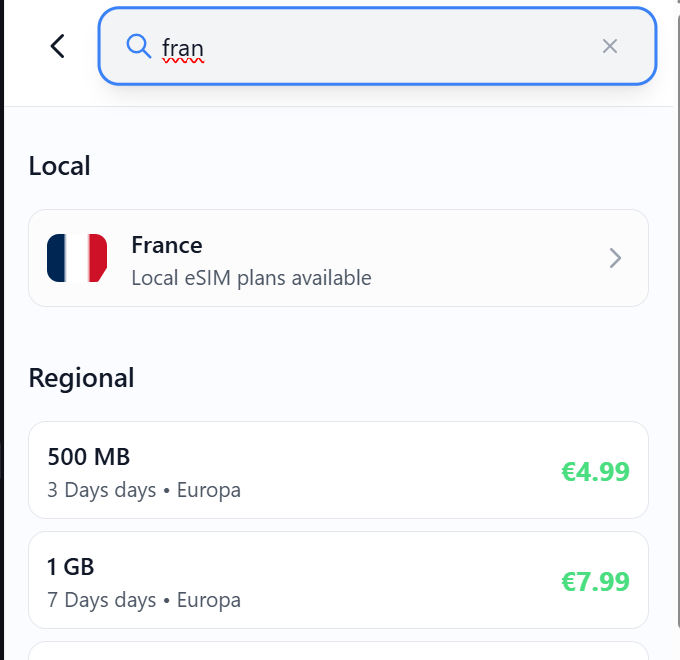 fran
Local
France
Local eSIM plans available
Regional
500 MB
€4.99
3 Days days • Europa
1 GB
€7.99
7 Days days • Europa